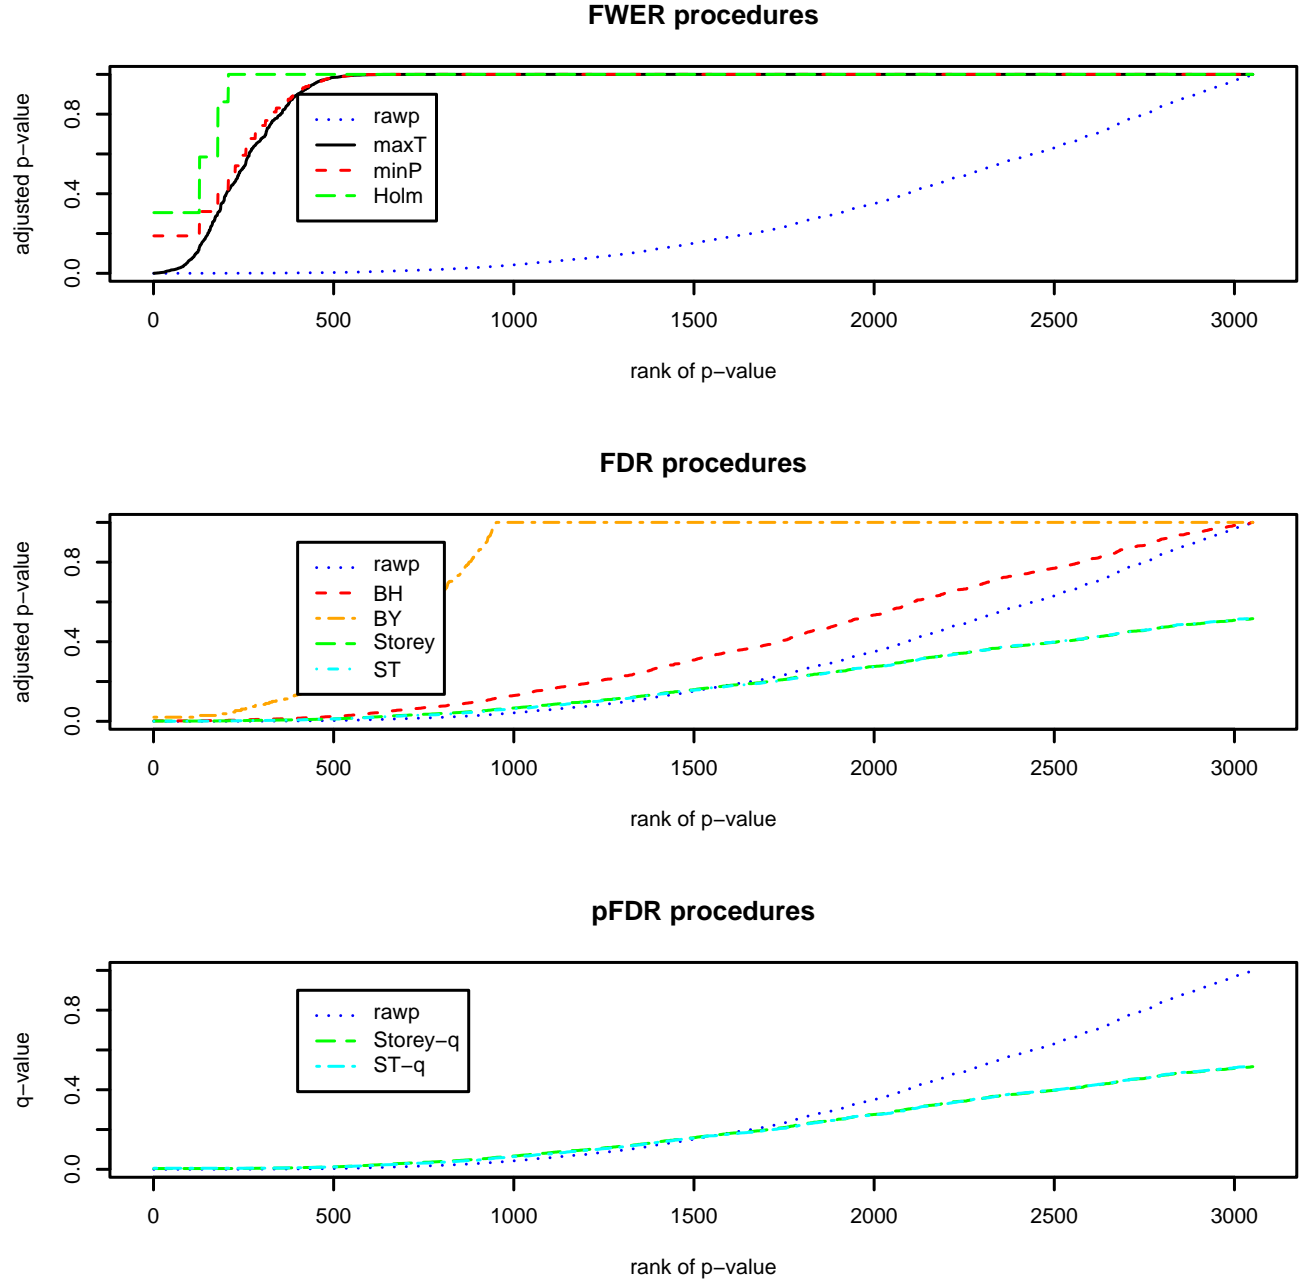 FWER procedures
adjusted p−value
0.0 0.4 0.8
rawp
maxT
minP
Holm
0 500 1000 1500 2000 2500 3000
rank of p−value
FDR procedures
adjusted p−value
0.0 0.4 0.8
rawp
BH
BY
Storey
ST
0 500 1000 1500 2000 2500 3000
rank of p−value
pFDR procedures
q−value
0.0 0.4 0.8
rawp
Storey−q
ST−q
0 500 1000 1500 2000 2500 3000
rank of p−value